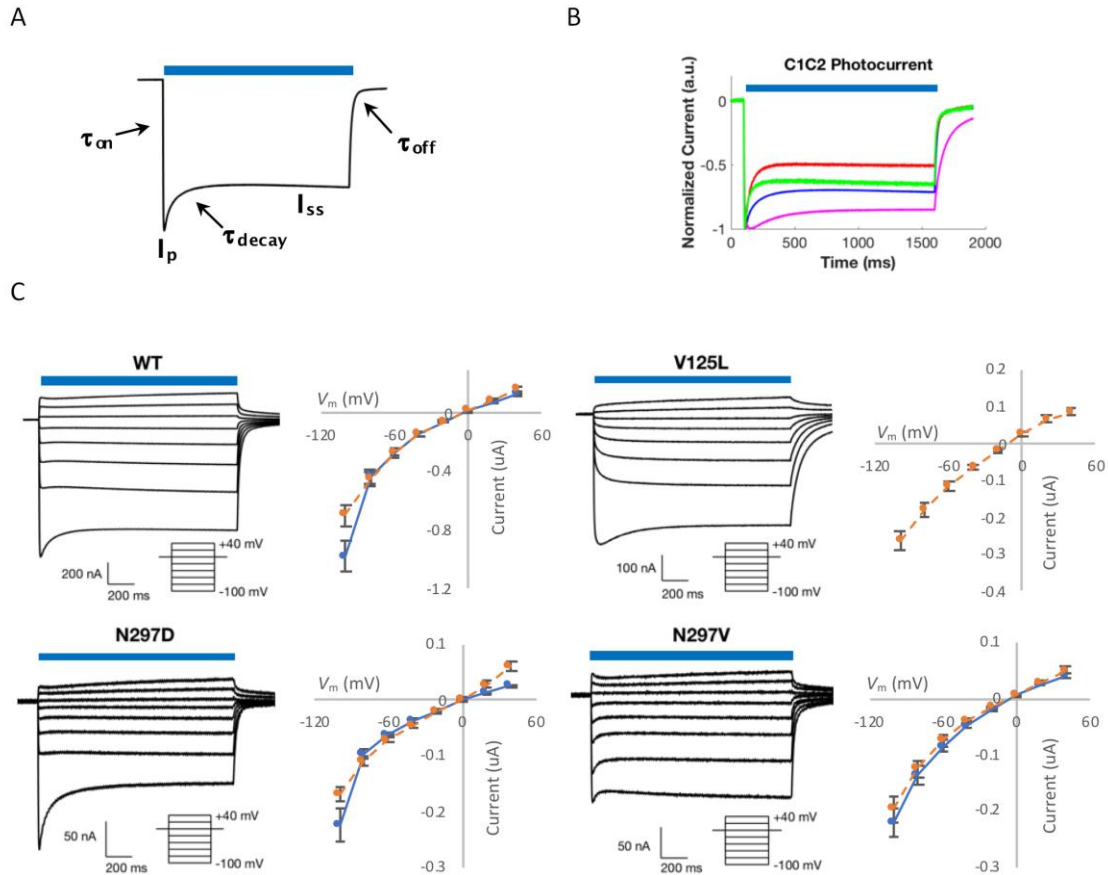 A
τon
τoff
Iss
τdecay
Ip
B
C1C2 Photocurrent
Normalized Current (a.u.)
0
-0.5
-1
0
500
1000
1500
2000
Time (ms)
C
WT
200 nA
200 ms
+40 mV
-100 mV
Vm (mV)
0
-120
-60
0
60
-0.4
-0.8
-1.2
Current (uA)
V125L
100 nA
200 ms
+40 mV
-100 mV
0.2
0.1
Vm (mV)
0
-120
-60
0
60
-0.1
-0.2
-0.3
-0.4
Current (uA)
N297D
50 nA
200 ms
+40 mV
-100 mV
0.1
Vm (mV)
0
-120
-60
0
60
-0.1
-0.2
-0.3
Current (uA)
N297V
50 nA
200 ms
+40 mV
-100 mV
0.1
Vm (mV)
0
-120
-60
0
60
-0.1
-0.2
-0.3
Current (uA)